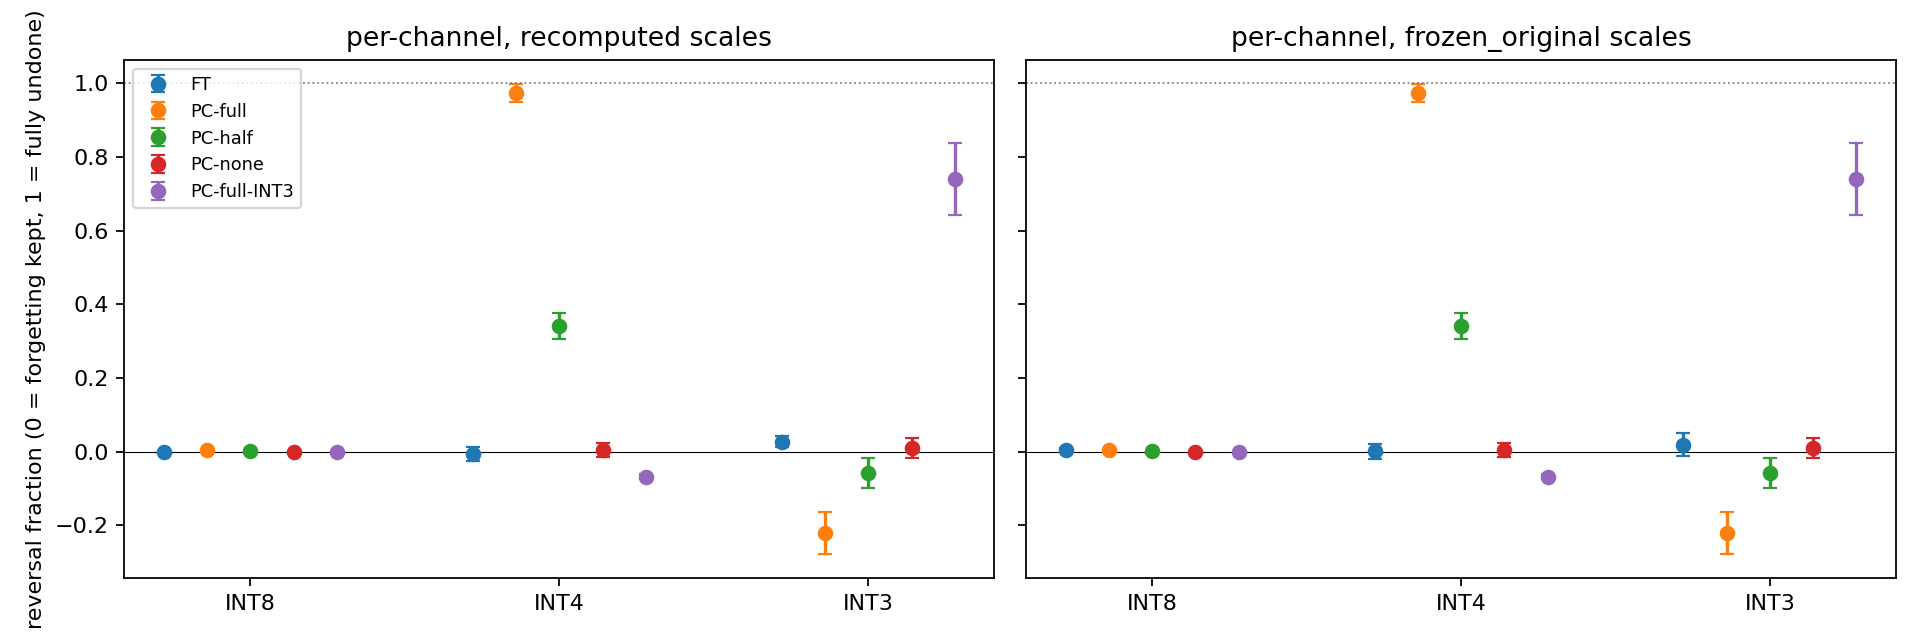 per-channel, recomputed scales
per-channel, frozen_original scales
reversal fraction (0 = forgetting kept, 1 = fully undone)
1.0
0.8
0.6
0.4
0.2
0.0
−0.2
FT
PC-full
PC-half
PC-none
PC-full-INT3
INT8
INT4
INT3
INT8
INT4
INT3